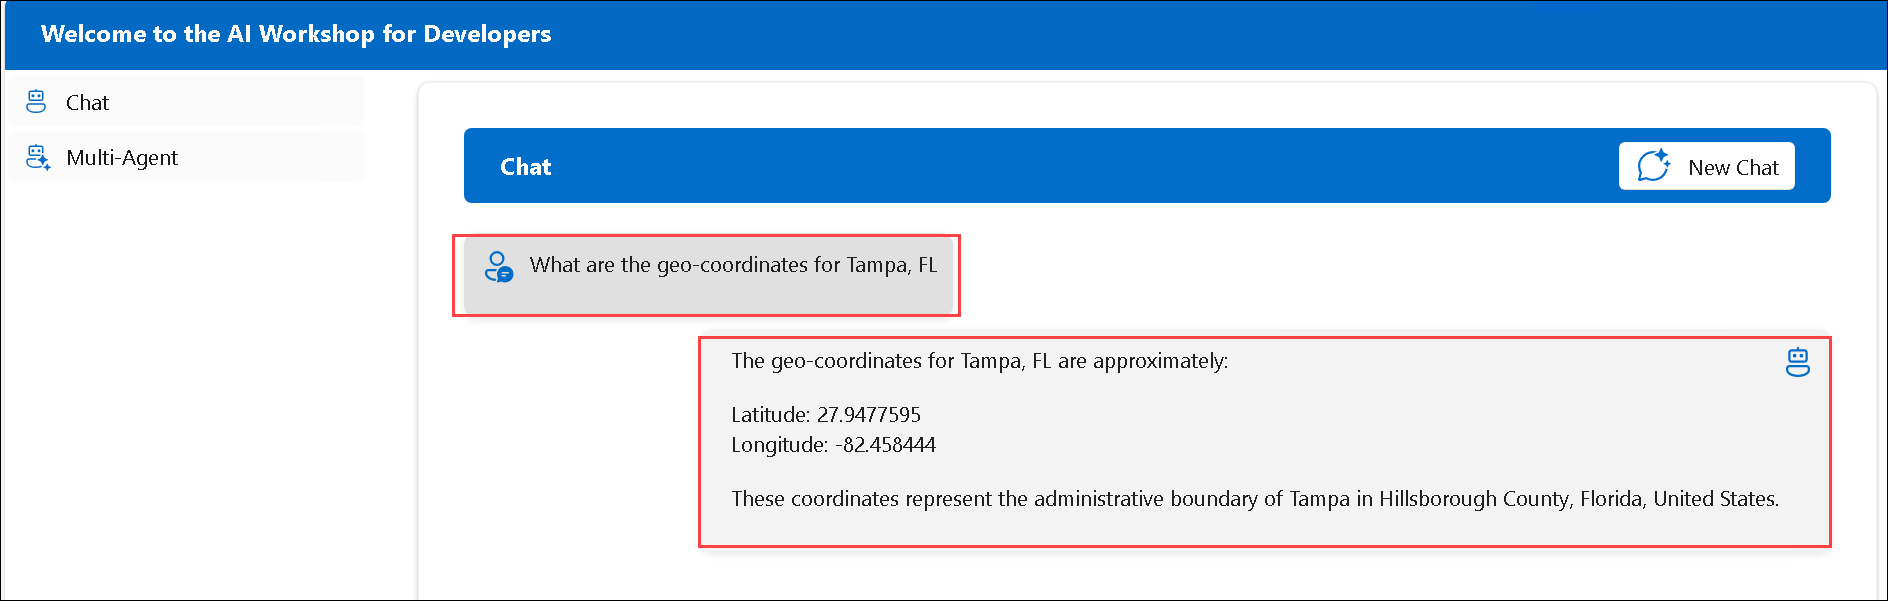 Welcome to the AI Workshop for Developers
Chat
Multi-Agent
Chat
New Chat
What are the geo-coordinates for Tampa, FL
The geo-coordinates for Tampa, FL are approximately:
Latitude: 27.9477595
Longitude: -82.458444
These coordinates represent the administrative boundary of Tampa in Hillsborough County, Florida, United States.